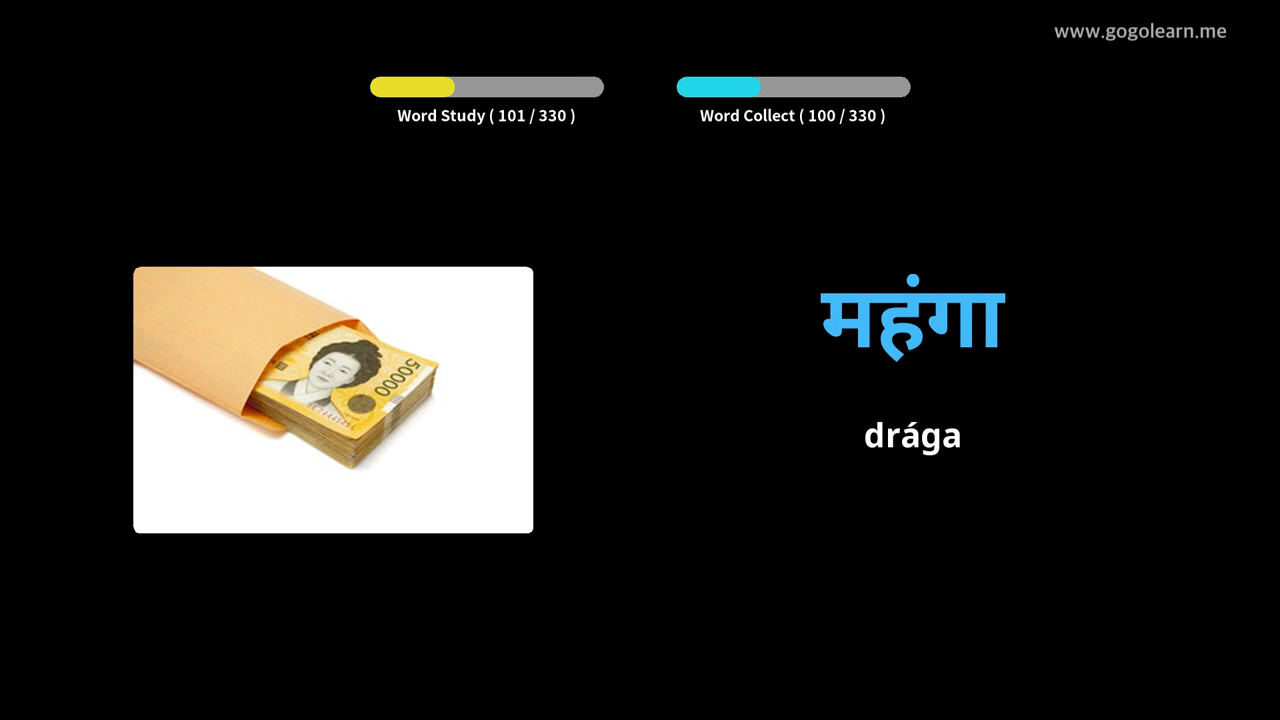 www.gogolearn.me
Word Study ( 101 / 330 )
Word Collect ( 100 / 330 )
महंगा
drága
50000